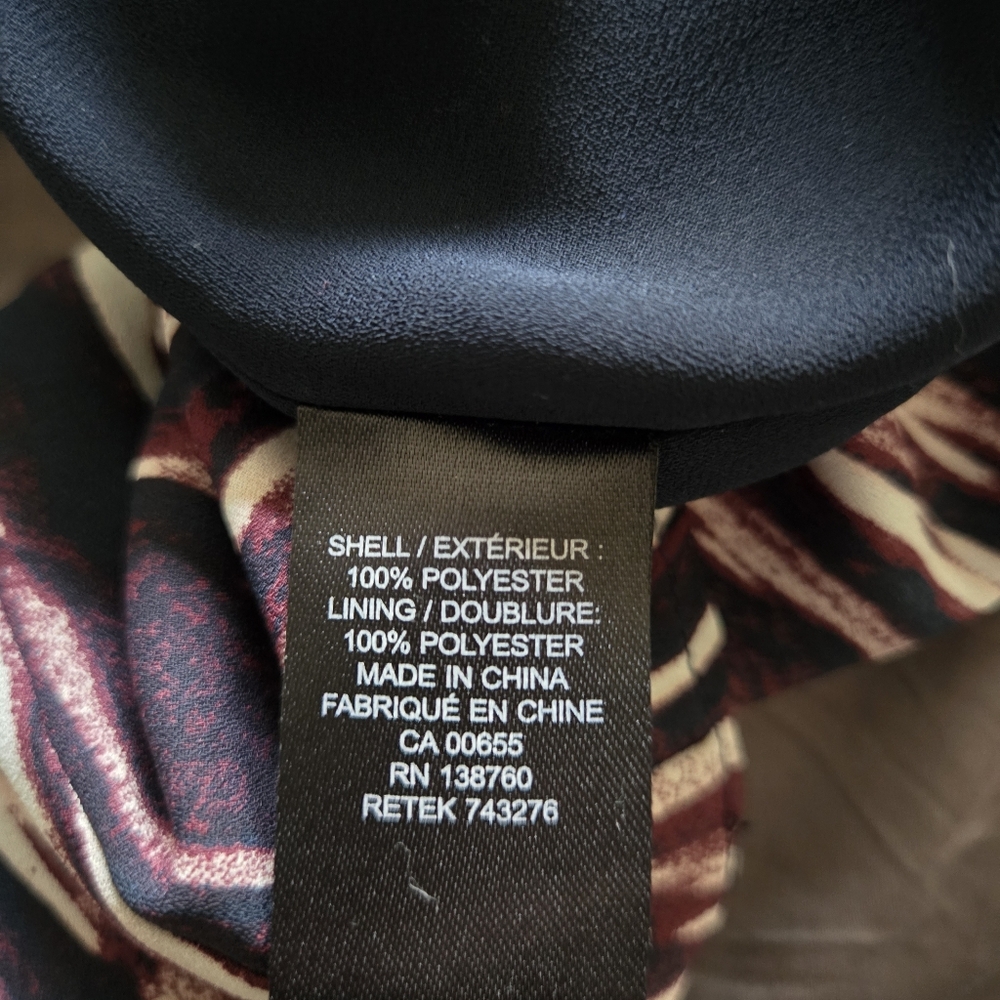 SHELL / EXTÉRIEUR :
100% POLYESTER
LINING / DOUBLURE:
100% POLYESTER
MADE IN CHINA
FABRIQUÉ EN CHINE
CA 00655
RN 138760
RETEK 743276